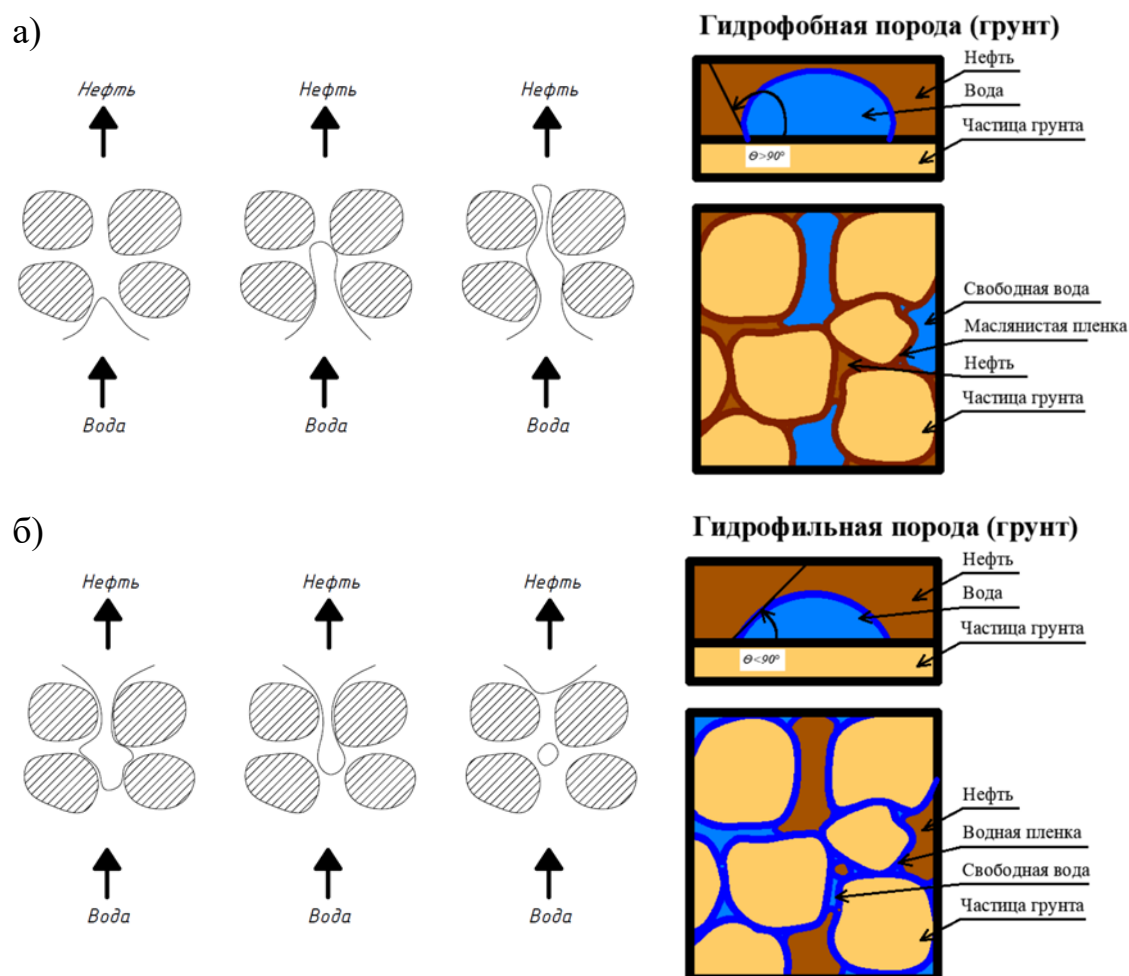 а)
Гидрофобная порода (грунт)
Нефть
Нефть
Нефть
Вода
Вода
Вода
Нефть
Вода
Частица грунта
Θ>90°
Свободная вода
Маслянистая пленка
Нефть
Частица грунта
б)
Гидрофильная порода (грунт)
Нефть
Нефть
Нефть
Вода
Вода
Вода
Нефть
Вода
Частица грунта
Θ<90°
Нефть
Водная пленка
Свободная вода
Частица грунта